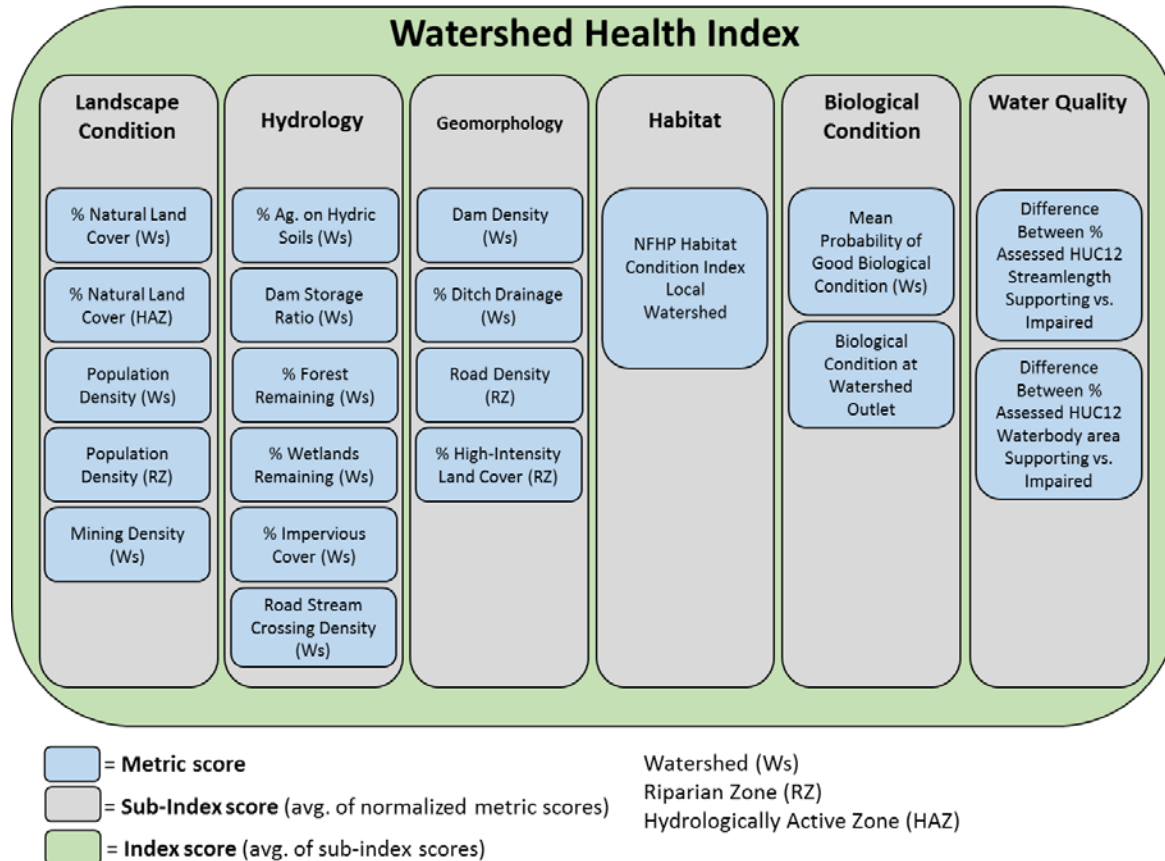 Watershed Health Index
Landscape
Condition
% Natural Land
Cover (Ws)
% Natural Land
Cover (HAZ)
Population
Density (Ws)
Population
Density (RZ)
Mining Density
(Ws)
Hydrology
% Ag. on Hydric
Soils (Ws)
Dam Storage
Ratio (Ws)
% Forest
Remaining (Ws)
% Wetlands
Remaining (Ws)
% Impervious
Cover (Ws)
Road Stream
Crossing Density
(Ws)
Geomorphology
Dam Density
(Ws)
% Ditch Drainage
(Ws)
Road Density
(RZ)
% High-Intensity
Land Cover (RZ)
Habitat
NFHP Habitat
Condition Index
Local
Watershed
Biological
Condition
Mean
Probability of
Good Biological
Condition (Ws)
Biological
Condition at
Watershed
Outlet
Water Quality
Difference
Between %
Assessed HUC12
Streamlength
Supporting vs.
Impaired
Difference
Between %
Assessed HUC12
Waterbody area
Supporting vs.
Impaired
= Metric score
= Sub-Index score (avg. of normalized metric scores)
= Index score (avg. of sub-index scores)
Watershed (Ws)
Riparian Zone (RZ)
Hydrologically Active Zone (HAZ)